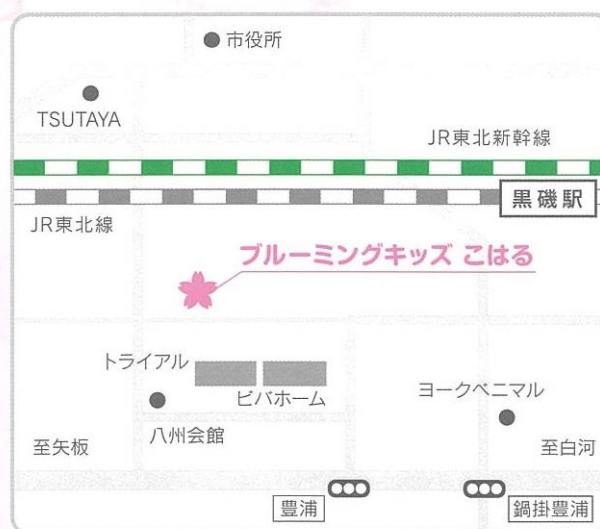 市役所
TSUTAYA
JR東北新幹線
黒磯駅
JR東北線
ブルーミングキッズ こはる
トライアル
ビバホーム
ヨークベニマル
八州会館
至矢板
至白河
豊浦
鍋掛豊浦